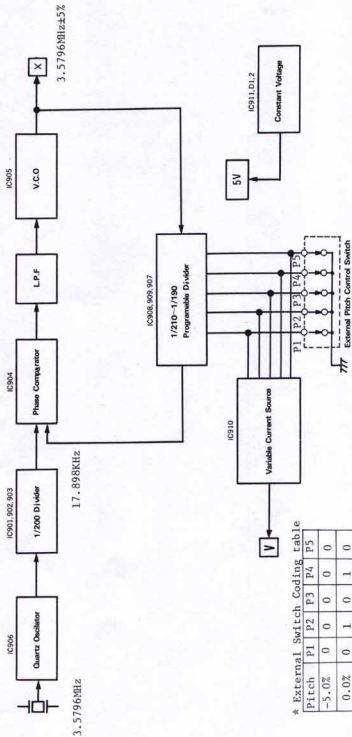 IC906
Quartz Oscilator
3.5796MHz
IC901,902,903
1/200 Divider
17.898KHz
IC904
Phase Comparator
L.P.F
IC905
V.C.O
X
3.5796MHz±5%
IC908,909,907
1/210~1/190
Programable Divider
IC910
Variable Current Source
V
P1 P2 P3 P4 P5
External Pitch Control Switch
5V
IC911,D1,2
Constant Voltage
* External Switch Coding table
Pitch P1 P2 P3 P4 P5
-5.0% 0 0 0 0 0
0.0% 0 1 0 1 0